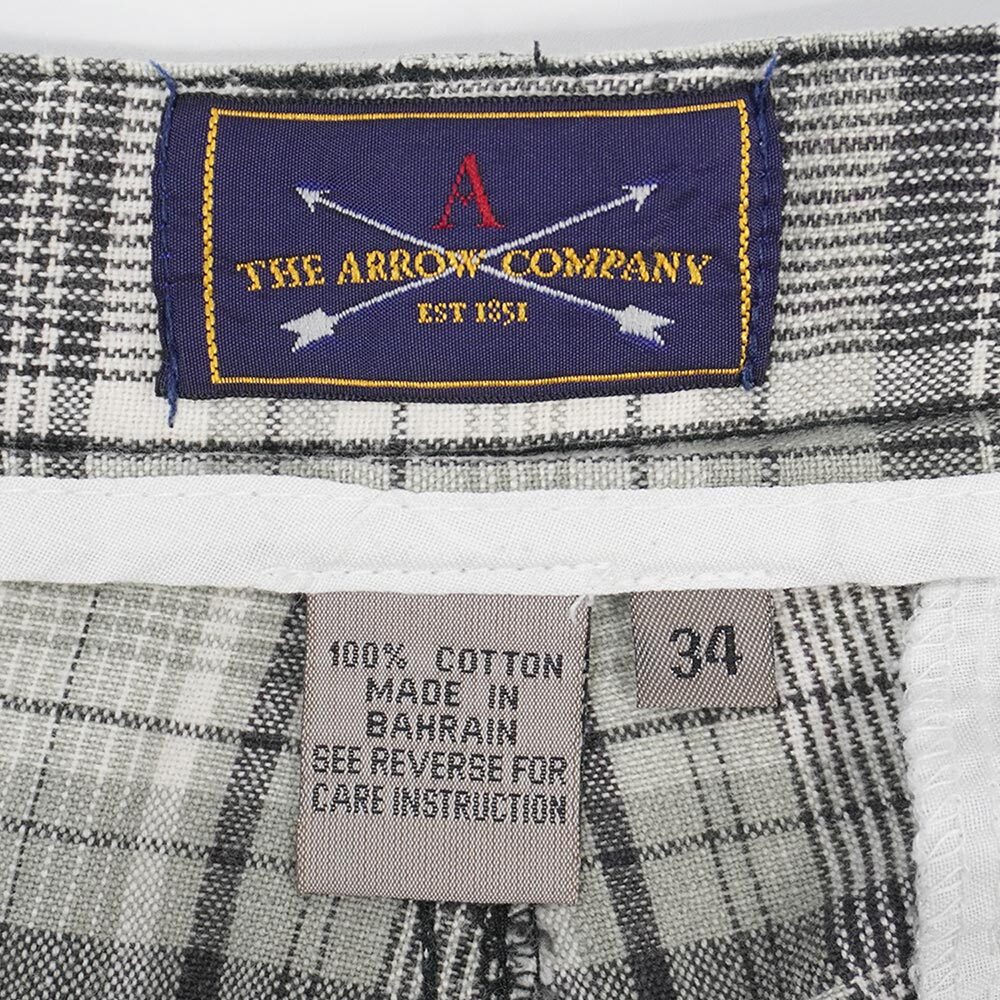 A
THE ARROW COMPANY
EST 1851
100% COTTON
MADE IN
BAHRAIN
SEE REVERSE FOR
CARE INSTRUCTION
34